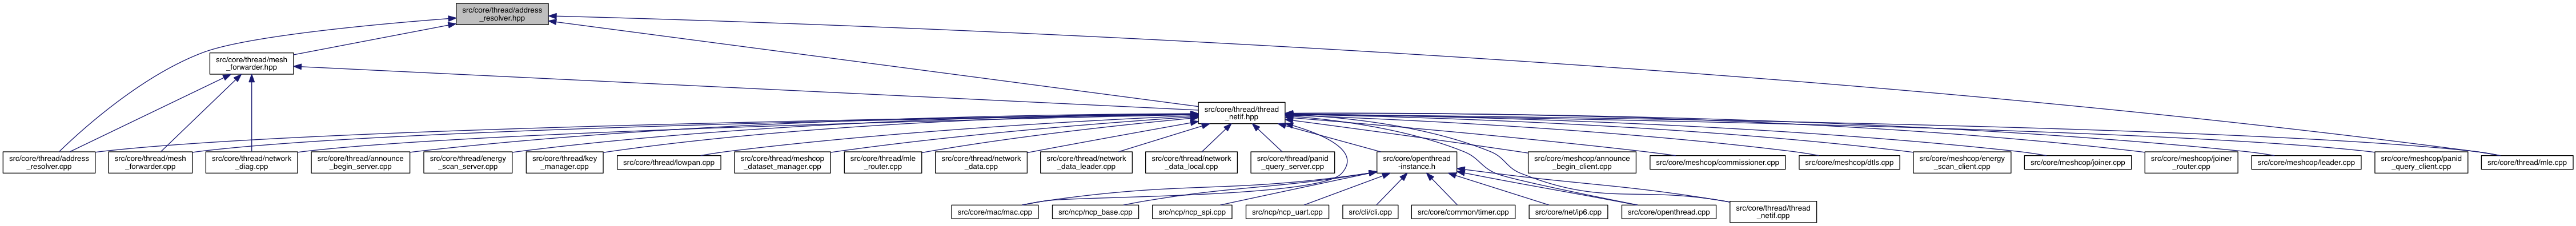 src/core/thread/address
_resolver.hpp
src/core/thread/mesh
_forwarder.hpp
src/core/thread/thread
_netif.hpp
src/core/thread/address
_resolver.cpp
src/core/thread/mesh
_forwarder.cpp
src/core/thread/network
_diag.cpp
src/core/thread/announce
_begin_server.cpp
src/core/thread/energy
_scan_server.cpp
src/core/thread/key
_manager.cpp
src/core/thread/lowpan.cpp
src/core/thread/meshcop
_dataset_manager.cpp
src/core/thread/mle
_router.cpp
src/core/thread/network
_data.cpp
src/core/thread/network
_data_leader.cpp
src/core/thread/network
_data_local.cpp
src/core/thread/panid
_query_server.cpp
src/core/openthread
-instance.h
src/core/meshcop/announce
_begin_client.cpp
src/core/meshcop/commissioner.cpp
src/core/meshcop/dtls.cpp
src/core/meshcop/energy
_scan_client.cpp
src/core/meshcop/joiner.cpp
src/core/meshcop/joiner
_router.cpp
src/core/meshcop/leader.cpp
src/core/meshcop/panid
_query_client.cpp
src/core/thread/mle.cpp
src/core/mac/mac.cpp
src/ncp/ncp_base.cpp
src/ncp/ncp_spi.cpp
src/ncp/ncp_uart.cpp
src/cli/cli.cpp
src/core/common/timer.cpp
src/core/net/ip6.cpp
src/core/openthread.cpp
src/core/thread/thread
_netif.cpp